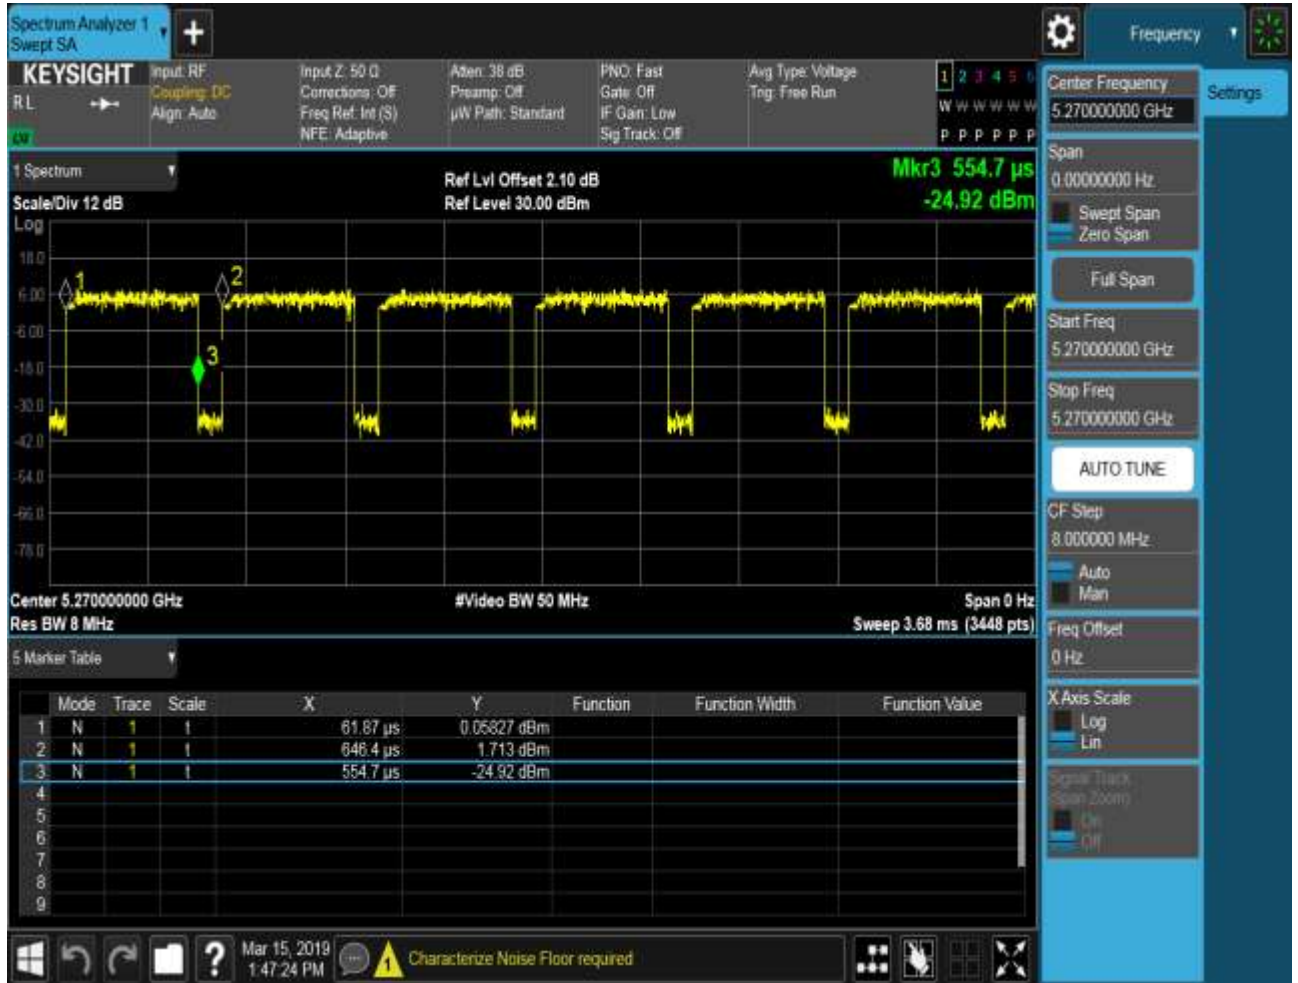 Spectrum Analyzer 1
Swept SA
Frequency
KEYSIGHT
RL
Input: RF
Coupling: DC
Align: Auto
Input Z: 50 Ω
Corrections: Off
Freq Ref: Int (S)
NFE: Adaptive
Atten: 38 dB
Preamp: Off
µW Path: Standard
PNO: Fast
Gate: Off
IF Gain: Low
Sig Track: Off
Avg Type: Voltage
Trig: Free Run
1 2 3 4 5 6
W W W W W W
P P P P P P
Center Frequency
5.270000000 GHz
Settings
Span
0.00000000 Hz
Swept Span
Zero Span
Full Span
Start Freq
5.270000000 GHz
Stop Freq
5.270000000 GHz
AUTO TUNE
CF Step
8.000000 MHz
Auto
Man
Freq Offset
0 Hz
X Axis Scale
Log
Lin
Signal Track
(Span Zoom)
On
Off
1 Spectrum
Scale/Div 12 dB
Ref Lvl Offset 2.10 dB
Ref Level 30.00 dBm
Mkr3 554.7 µs
-24.92 dBm
Log
18.0
6.00
-6.00
-18.0
-30.0
-42.0
-54.0
-66.0
-78.0
1
2
3
Center 5.270000000 GHz
#Video BW 50 MHz
Span 0 Hz
Res BW 8 MHz
Sweep 3.68 ms (3448 pts)
5 Marker Table
Mode Trace Scale X Y Function Function Width Function Value
1 N 1 t 61.87 µs 0.05827 dBm
2 N 1 t 646.4 µs 1.713 dBm
3 N 1 t 554.7 µs -24.92 dBm
4
5
6
7
8
9
?
Mar 15, 2019
1:47:24 PM
1
Characterize Noise Floor required